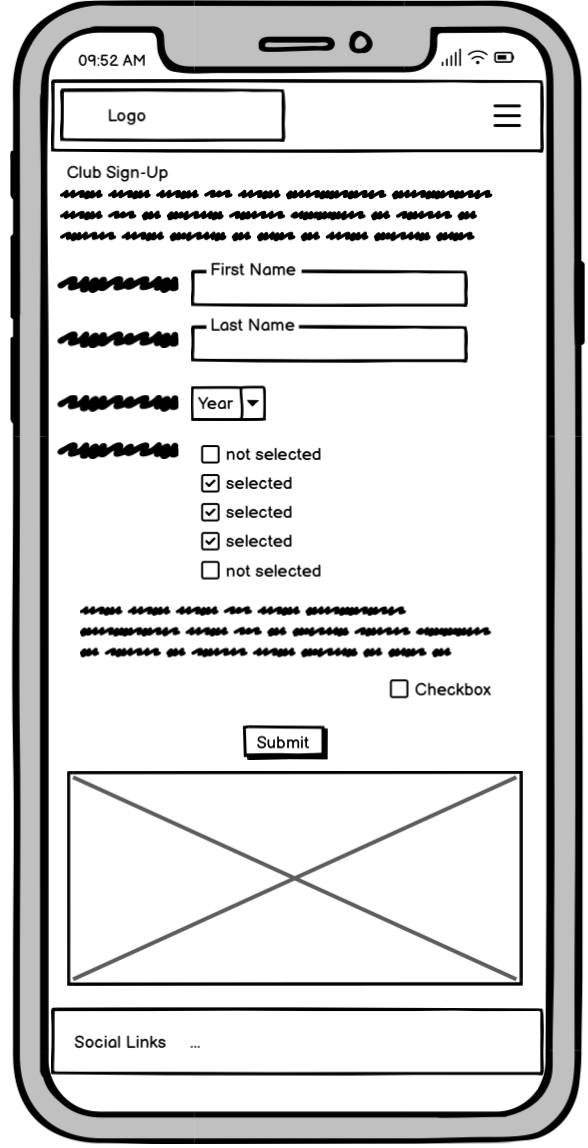 09:52 AM
Logo
Club Sign-Up
First Name
Last Name
Year
not selected
selected
selected
selected
not selected
Checkbox
Submit
Social Links ...